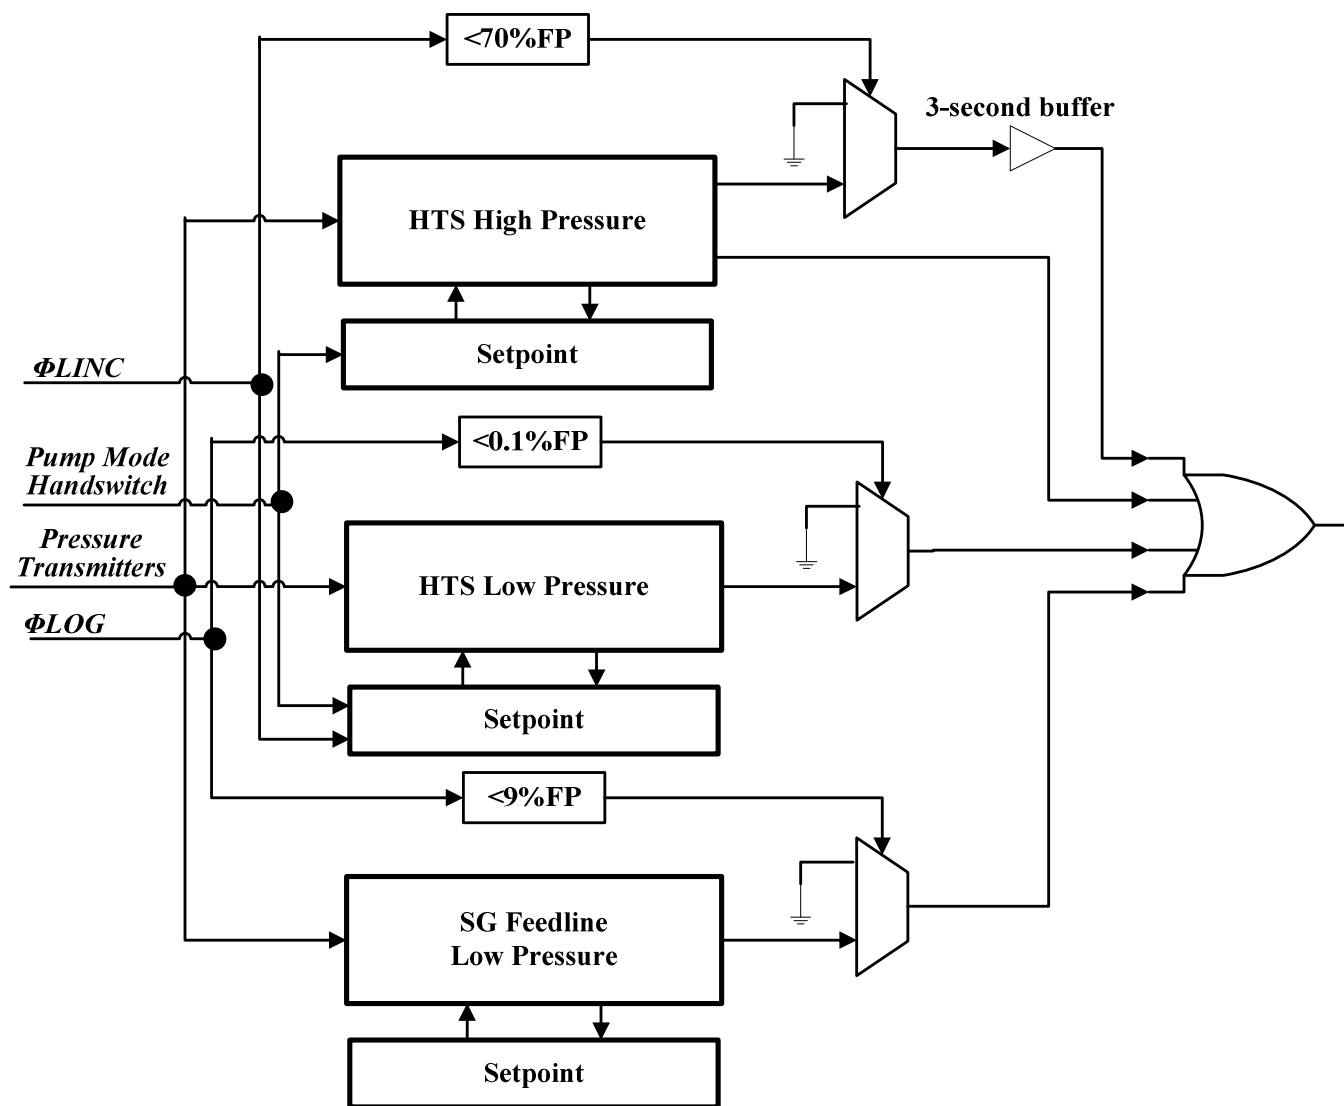 <70%FP
3-second buffer
HTS High Pressure
Setpoint
ΦLINC
<0.1%FP
Pump Mode
Handswitch
Pressure
Transmitters
HTS Low Pressure
ΦLOG
Setpoint
<9%FP
SG Feedline
Low Pressure
Setpoint